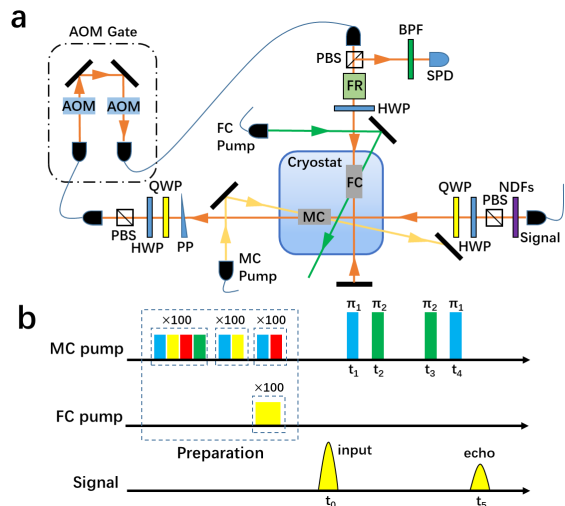 a
AOM Gate
AOM
AOM
PBS
FR
HWP
BPF
SPD
FC
Pump
Cryostat
FC
MC
QWP
PBS
HWP
PP
MC
Pump
QWP
PBS
HWP
NDFs
Signal
b
×100
×100
×100
π1
π2
π2
π1
MC pump
t1
t2
t3
t4
×100
FC pump
Preparation
input
echo
Signal
t0
t5